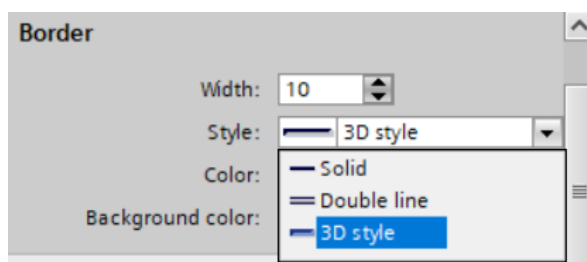 Border
Width: 10
Style: 3D style
Color:
Solid
Double line
Background color:
3D style